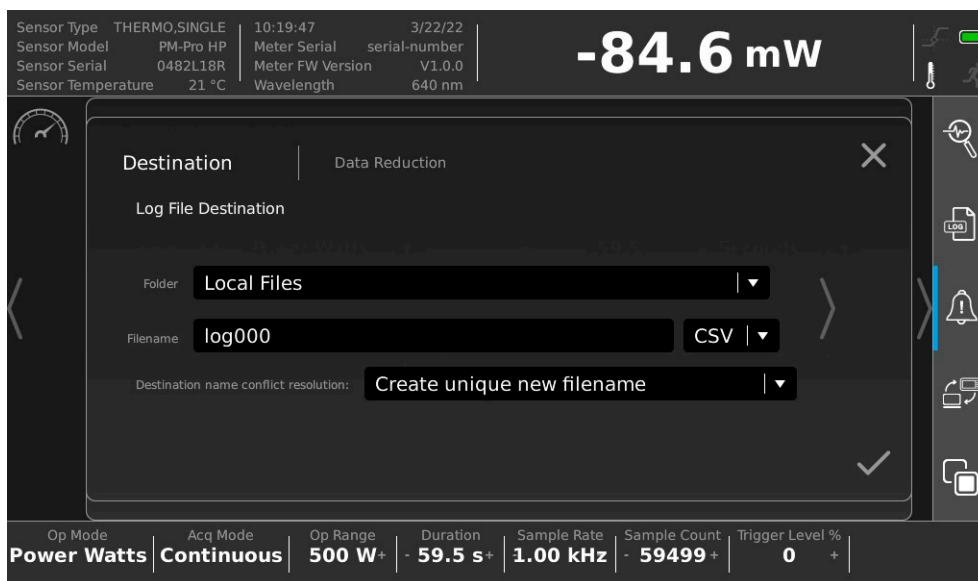 Sensor Type THERMO,SINGLE
Sensor Model PM-Pro HP
Sensor Serial 0482L18R
Sensor Temperature 21 °C
10:19:47 3/22/22
Meter Serial serial-number
Meter FW Version V1.0.0
Wavelength 640 nm
-84.6 mW
Destination
Data Reduction
Log File Destination
Folder Local Files
Filename log000 CSV
Destination name conflict resolution: Create unique new filename
LOG
Op Mode Acq Mode Op Range Duration Sample Rate Sample Count Trigger Level %
Power Watts Continuous 500 W+ - 59.5 s+ 1.00 kHz - 59499 + 0 +